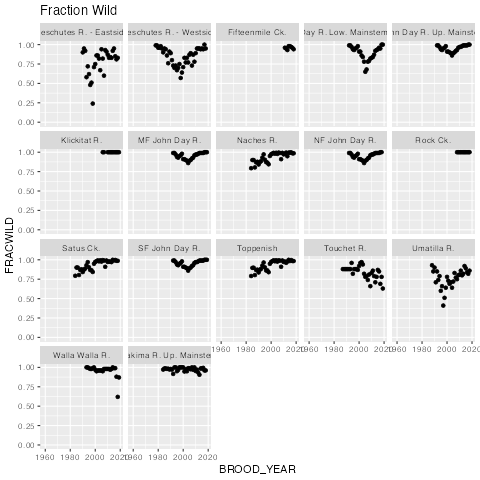 Fraction Wild
eschutes R. - Eastsid
eschutes R. - Westsid
Fifteenmile Ck.
Day R. Low. Mainstem
hn Day R. Up. Mainste
Klickitat R.
MF John Day R.
Naches R.
NF John Day R.
Rock Ck.
Satus Ck.
SF John Day R.
Toppenish
Touchet R.
Umatilla R.
Walla Walla R.
akima R. Up. Mainste
1.00
0.75
0.50
0.25
0.00
1.00
0.75
0.50
0.25
0.00
1.00
0.75
0.50
0.25
0.00
1.00
0.75
0.50
0.25
0.00
1960 1980 2000 2020
1960 1980 2000 2020
1960 1980 2000 2020
1960 1980 2000 2020
1960 1980 2000 2020
FRACWILD
BROOD_YEAR